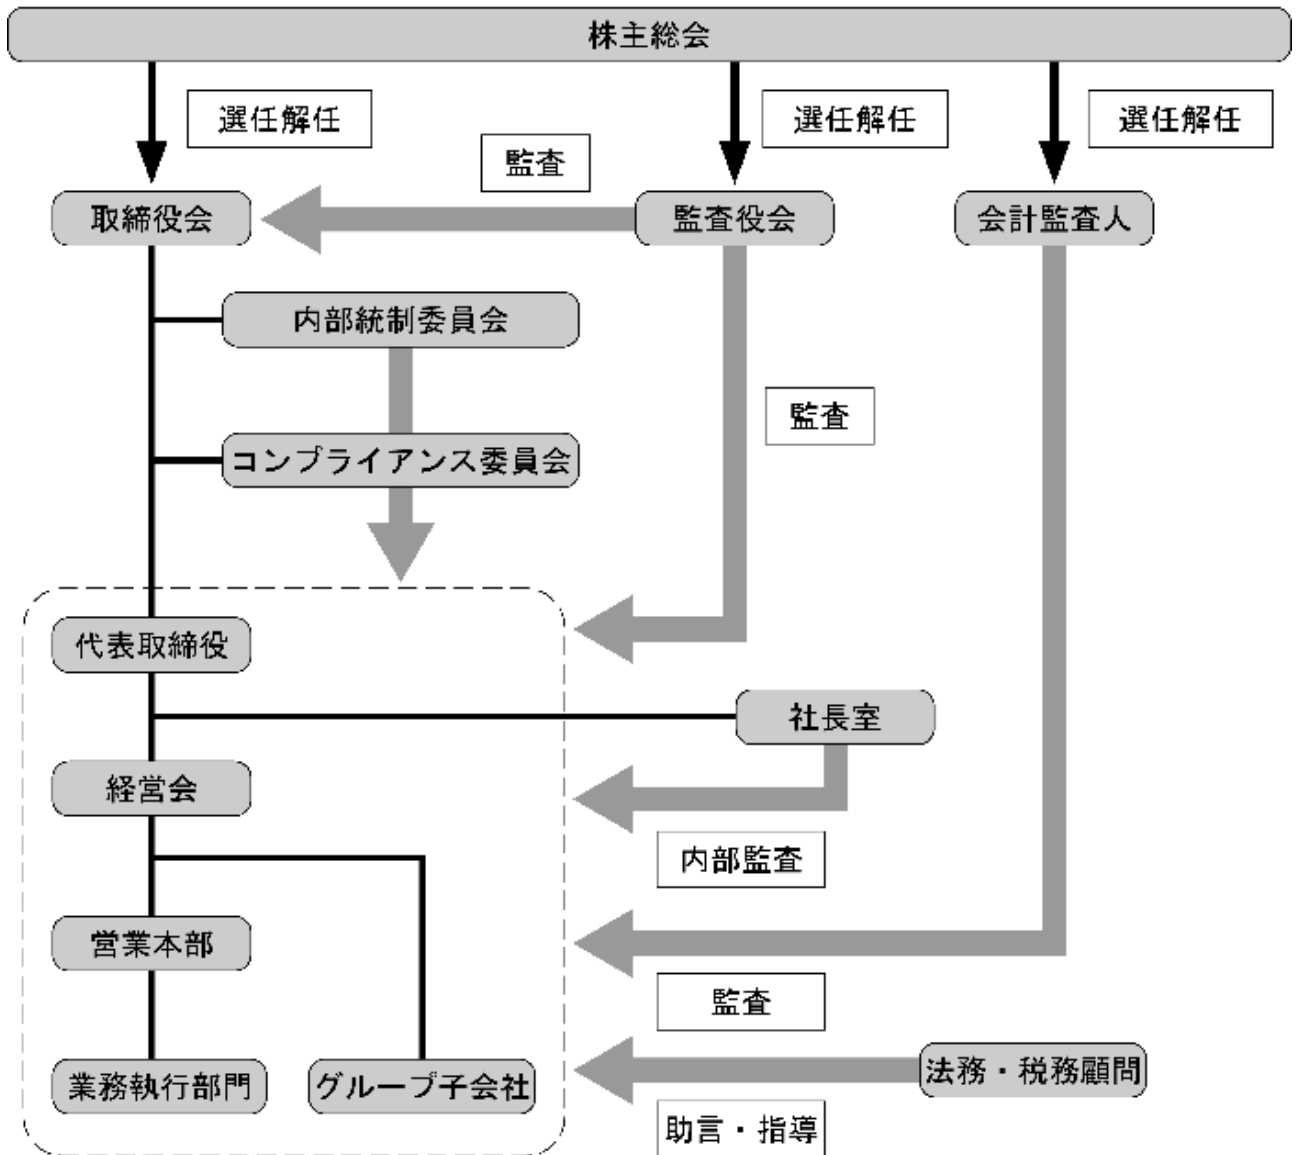 株主総会
選任解任
選任解任
選任解任
監査
取締役会
監査役会
会計監査人
内部統制委員会
監査
コンプライアンス委員会
代表取締役
社長室
経営会
内部監査
営業本部
監査
業務執行部門
グループ子会社
法務・税務顧問
助言・指導